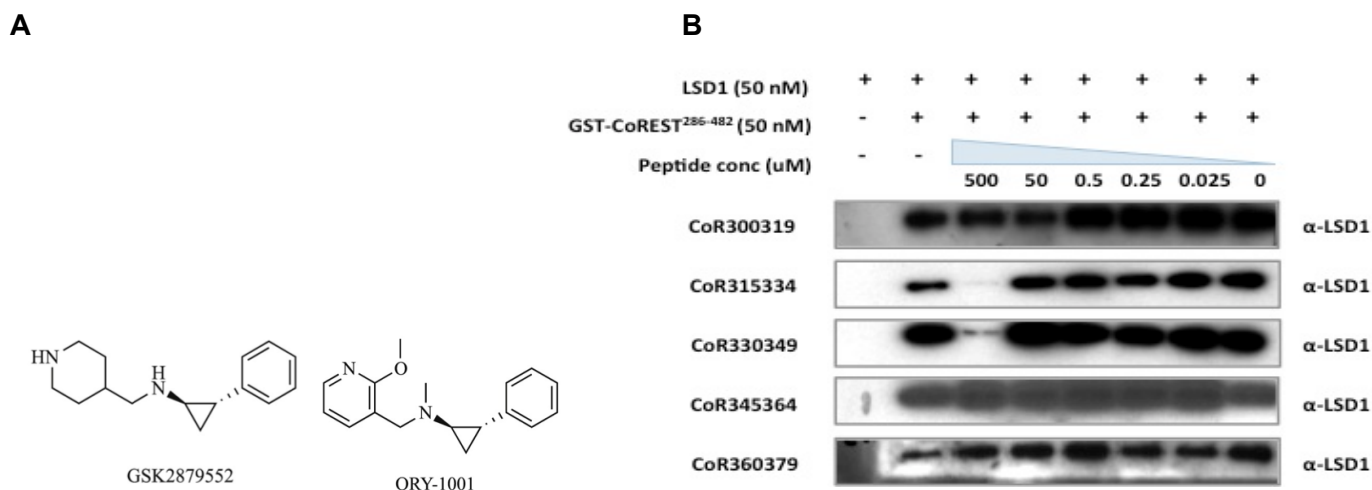 A
B
LSD1 (50 nM) + + + + + + + +
GST-CoREST286-482 (50 nM) - + + + + + + +
Peptide conc (uM) - -
500 50 0.5 0.25 0.025 0
CoR300319 α-LSD1
CoR315334 α-LSD1
CoR330349 α-LSD1
CoR345364 α-LSD1
CoR360379 α-LSD1
HN
H
N
GSK2879552
N
O
N
ORY-1001